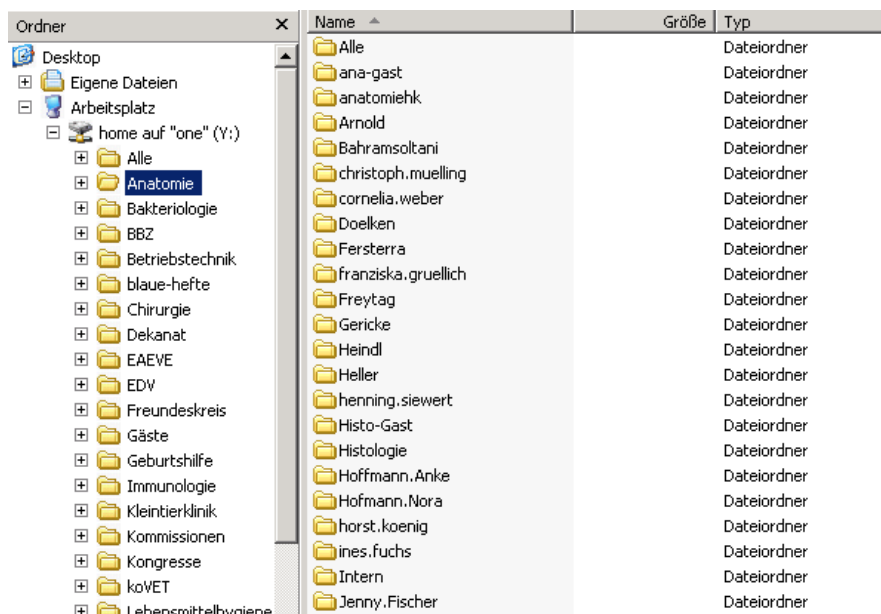 Ordner
Desktop
Eigene Dateien
Arbeitsplatz
home auf "one" (Y:)
Alle
Anatomie
Bakteriologie
BBZ
Betriebstechnik
blaue-hefte
Chirurgie
Dekanat
EAEVE
EDV
Freundeskreis
Gäste
Geburtshilfe
Immunologie
Kleintierklinik
Kommissionen
Kongresse
koVET
Lebensmittelhygiene
Name Größe Typ
Alle Dateiordner
ana-gast Dateiordner
anatomiehk Dateiordner
Arnold Dateiordner
Bahramsoltani Dateiordner
christoph.muelling Dateiordner
cornelia.weber Dateiordner
Doelken Dateiordner
Fersterra Dateiordner
franziska.gruellich Dateiordner
Freytag Dateiordner
Gericke Dateiordner
Heindl Dateiordner
Heller Dateiordner
henning.siewert Dateiordner
Histo-Gast Dateiordner
Histologie Dateiordner
Hoffmann.Anke Dateiordner
Hofmann.Nora Dateiordner
horst.koenig Dateiordner
ines.fuchs Dateiordner
Intern Dateiordner
Jenny.Fischer Dateiordner